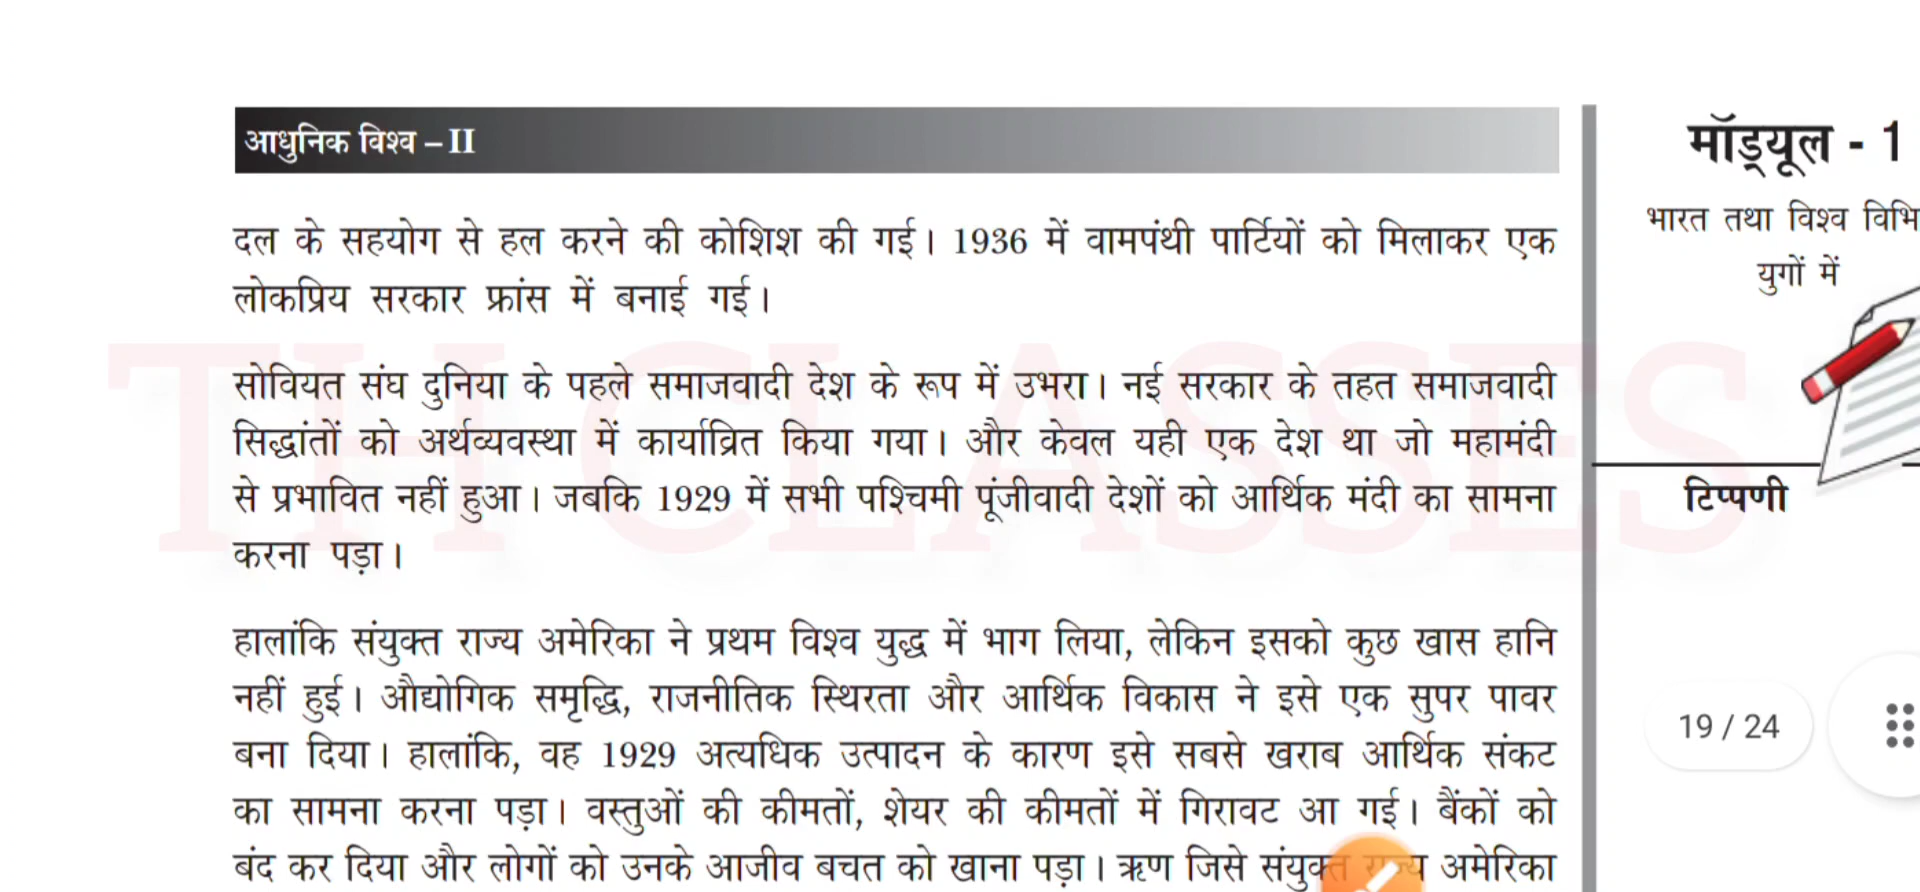 आधुनिक विश्व – II
दल के सहयोग से हल करने की कोशिश की गई। 1936 में वामपंथी पार्टियों को मिलाकर एक
लोकप्रिय सरकार फ्रांस में बनाई गई।
सोवियत संघ दुनिया के पहले समाजवादी देश के रूप में उभरा। नई सरकार के तहत समाजवादी
सिद्धांतों को अर्थव्यवस्था में कार्याव्रित किया गया। और केवल यही एक देश था जो महामंदी
से प्रभावित नहीं हुआ। जबकि 1929 में सभी पश्चिमी पूंजीवादी देशों को आर्थिक मंदी का सामना
करना पड़ा।
हालांकि संयुक्त राज्य अमेरिका ने प्रथम विश्व युद्ध में भाग लिया, लेकिन इसको कुछ खास हानि
नहीं हुई। औद्योगिक समृद्धि, राजनीतिक स्थिरता और आर्थिक विकास ने इसे एक सुपर पावर
बना दिया। हालांकि, वह 1929 अत्यधिक उत्पादन के कारण इसे सबसे खराब आर्थिक संकट
का सामना करना पड़ा। वस्तुओं की कीमतों, शेयर की कीमतों में गिरावट आ गई। बैंकों को
बंद कर दिया और लोगों को उनके आजीव बचत को खाना पड़ा। ऋण जिसे संयुक्त राज्य अमेरिका
मॉड्यूल - 1
भारत तथा विश्व विभि
युगों में
टिप्पणी
19 / 24
TH CLASSES